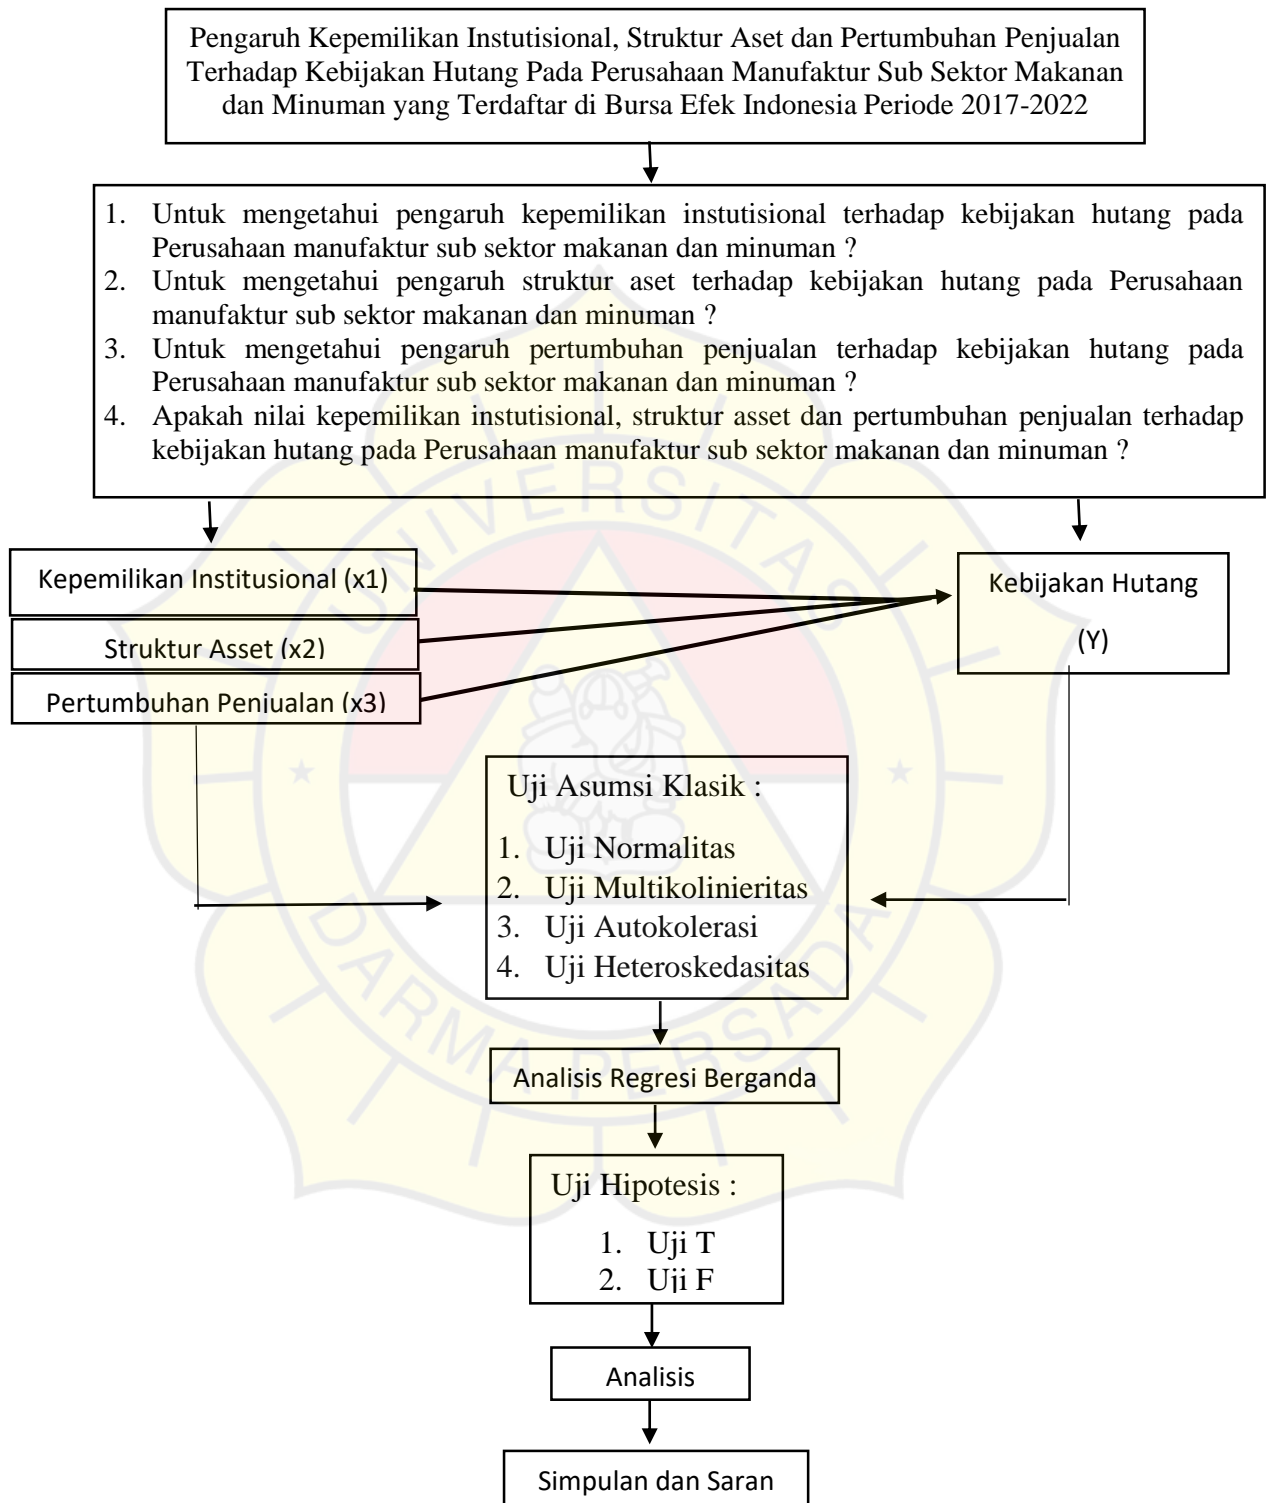 Pengaruh Kepemilikan Instutisional, Struktur Aset dan Pertumbuhan Penjualan
Terhadap Kebijakan Hutang Pada Perusahaan Manufaktur Sub Sektor Makanan
dan Minuman yang Terdaftar di Bursa Efek Indonesia Periode 2017-2022
1. Untuk mengetahui pengaruh kepemilikan instutisional terhadap kebijakan hutang pada
Perusahaan manufaktur sub sektor makanan dan minuman ?
2. Untuk mengetahui pengaruh struktur aset terhadap kebijakan hutang pada Perusahaan
manufaktur sub sektor makanan dan minuman ?
3. Untuk mengetahui pengaruh pertumbuhan penjualan terhadap kebijakan hutang pada
Perusahaan manufaktur sub sektor makanan dan minuman ?
4. Apakah nilai kepemilikan instutisional, struktur asset dan pertumbuhan penjualan terhadap
kebijakan hutang pada Perusahaan manufaktur sub sektor makanan dan minuman ?
UNIVERSITAS
Kepemilikan Institusional (x1)
Struktur Asset (x2)
Pertumbuhan Penjualan (x3)
Kebijakan Hutang
(Y)
Uji Asumsi Klasik :
1. Uji Normalitas
2. Uji Multikolinieritas
3. Uji Autokolerasi
4. Uji Heteroskedasitas
DARMA PERSADA
Analisis Regresi Berganda
Uji Hipotesis :
1. Uji T
2. Uji F
Analisis
Simpulan dan Saran